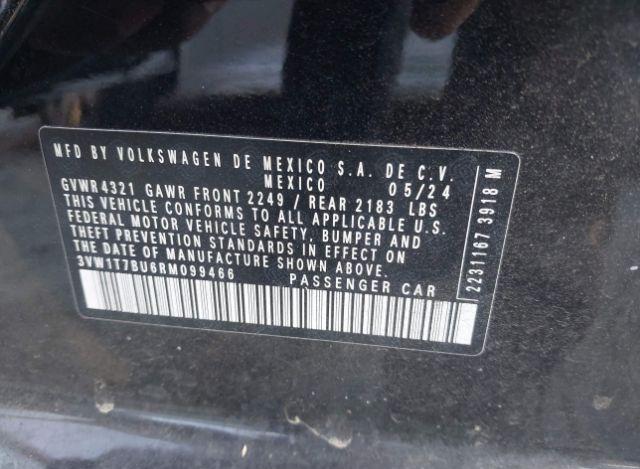 MFD BY VOLKSWAGEN DE MEXICO S.A. DE C.V.
MEXICO 05/24
GVWR4321 GAWR FRONT 2249 / REAR 2183 LBS
THIS VEHICLE CONFORMS TO ALL APPLICABLE U.S.
FEDERAL MOTOR VEHICLE SAFETY, BUMPER AND
THEFT PREVENTION STANDARDS IN EFFECT ON
THE DATE OF MANUFACTURE SHOWN ABOVE.
3VW1T7BU6RM099466 PASSENGER CAR
2231167 3918 M